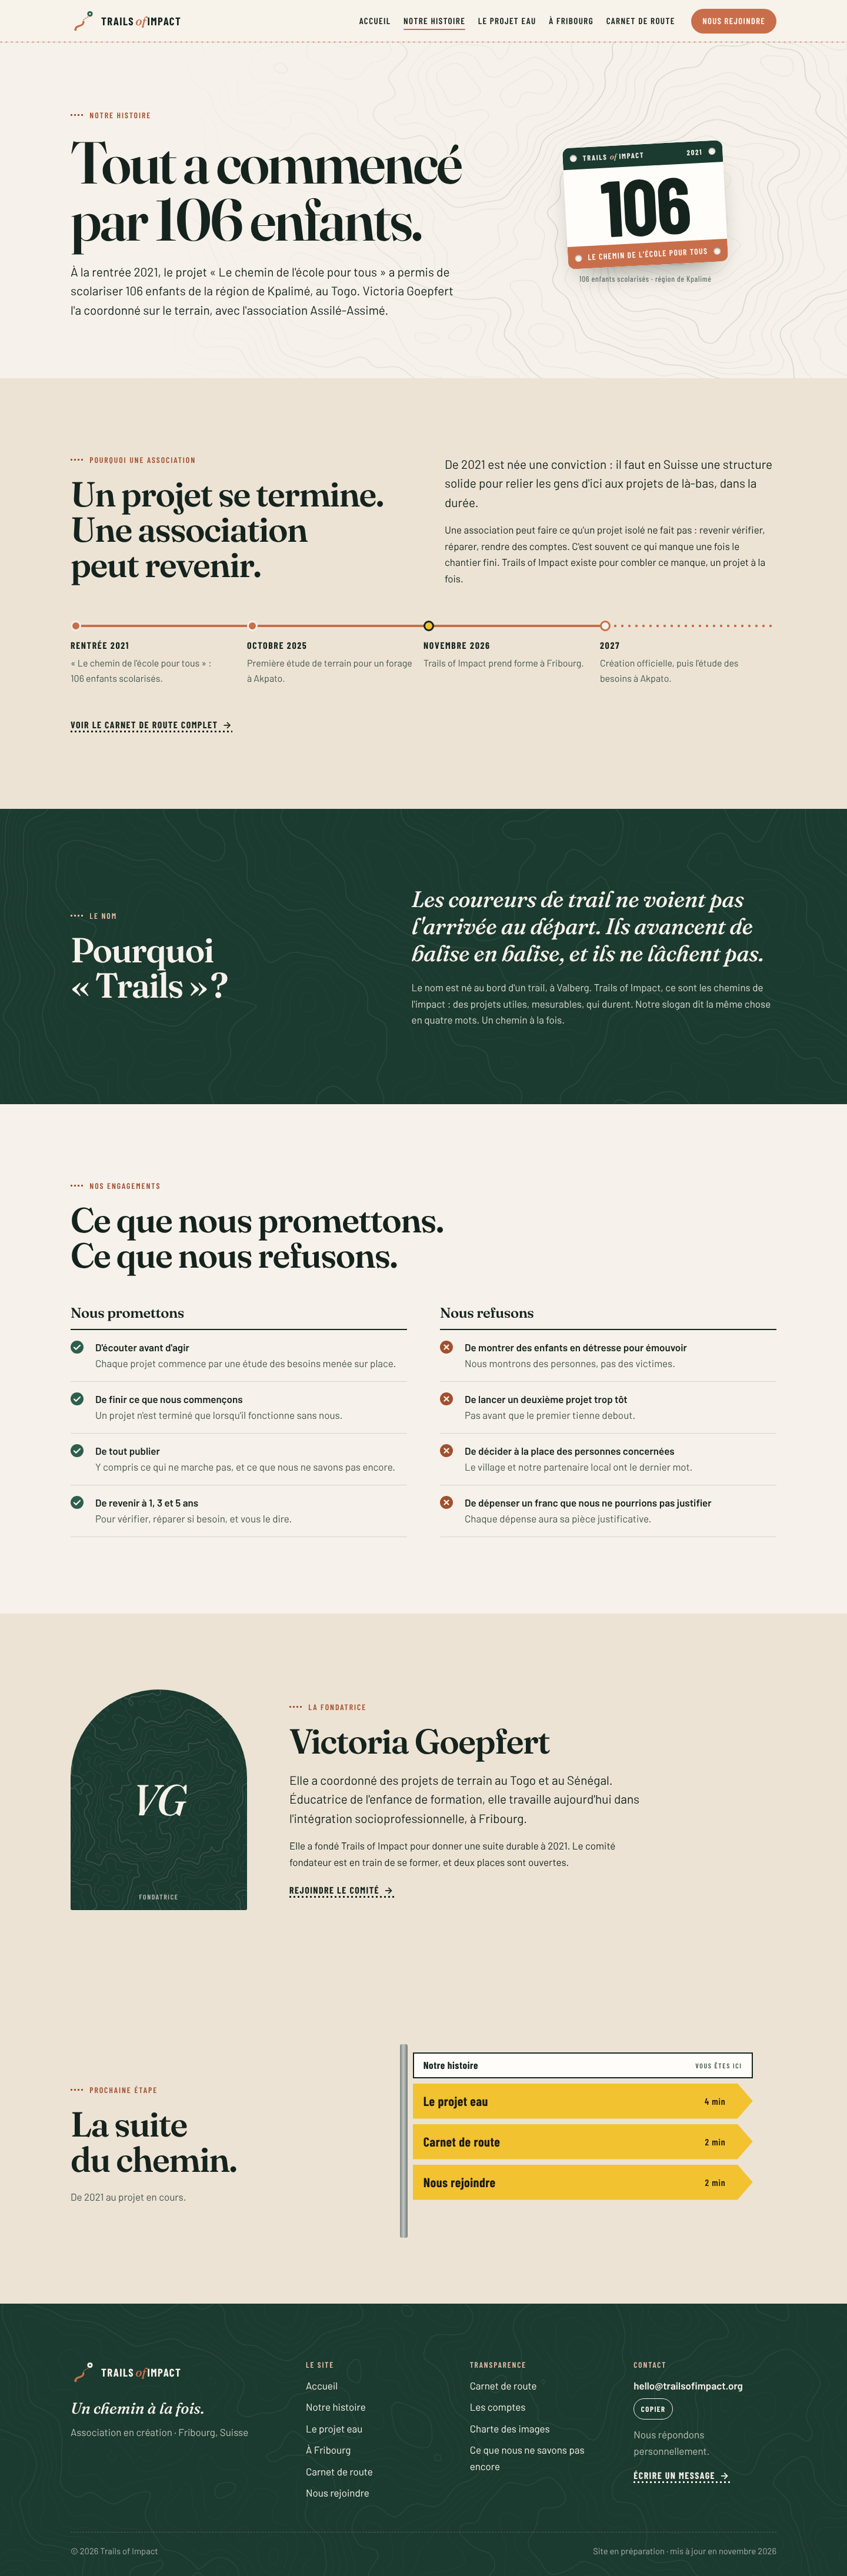 TRAILS of IMPACT
ACCUEIL NOTRE HISTOIRE LE PROJET EAU À FRIBOURG CARNET DE ROUTE NOUS REJOINDRE
NOTRE HISTOIRE
Tout a commencé
par 106 enfants.
À la rentrée 2021, le projet « Le chemin de l'école pour tous » a permis de
scolariser 106 enfants de la région de Kpalimé, au Togo. Victoria Goepfert
l'a coordonné sur le terrain, avec l'association Assilé-Assimé.
TRAILS of IMPACT 2021
106
LE CHEMIN DE L'ÉCOLE POUR TOUS
106 enfants scolarisés · région de Kpalimé
POURQUOI UNE ASSOCIATION
Un projet se termine.
Une association
peut revenir.
De 2021 est née une conviction : il faut en Suisse une structure
solide pour relier les gens d'ici aux projets de là-bas, dans la
durée.
Une association peut faire ce qu'un projet isolé ne fait pas : revenir vérifier,
réparer, rendre des comptes. C'est souvent ce qui manque une fois le
chantier fini. Trails of Impact existe pour combler ce manque, un projet à la
fois.
RENTRÉE 2021
« Le chemin de l'école pour tous » :
106 enfants scolarisés.
OCTOBRE 2025
Première étude de terrain pour un forage
à Akpato.
NOVEMBRE 2026
Trails of Impact prend forme à Fribourg.
2027
Création officielle, puis l'étude des
besoins à Akpato.
VOIR LE CARNET DE ROUTE COMPLET →
LE NOM
Pourquoi
« Trails » ?
Les coureurs de trail ne voient pas
l'arrivée au départ. Ils avancent de
balise en balise, et ils ne lâchent pas.
Le nom est né au bord d'un trail, à Valberg. Trails of Impact, ce sont les chemins de
l'impact : des projets utiles, mesurables, qui durent. Notre slogan dit la même chose
en quatre mots. Un chemin à la fois.
NOS ENGAGEMENTS
Ce que nous promettons.
Ce que nous refusons.
Nous promettons
D'écouter avant d'agir
Chaque projet commence par une étude des besoins menée sur place.
De finir ce que nous commençons
Un projet n'est terminé que lorsqu'il fonctionne sans nous.
De tout publier
Y compris ce qui ne marche pas, et ce que nous ne savons pas encore.
De revenir à 1, 3 et 5 ans
Pour vérifier, réparer si besoin, et vous le dire.
Nous refusons
De montrer des enfants en détresse pour émouvoir
Nous montrons des personnes, pas des victimes.
De lancer un deuxième projet trop tôt
Pas avant que le premier tienne debout.
De décider à la place des personnes concernées
Le village et notre partenaire local ont le dernier mot.
De dépenser un franc que nous ne pourrions pas justifier
Chaque dépense aura sa pièce justificative.
VG
FONDATRICE
LA FONDATRICE
Victoria Goepfert
Elle a coordonné des projets de terrain au Togo et au Sénégal.
Éducatrice de l'enfance de formation, elle travaille aujourd'hui dans
l'intégration socioprofessionnelle, à Fribourg.
Elle a fondé Trails of Impact pour donner une suite durable à 2021. Le comité
fondateur est en train de se former, et deux places sont ouvertes.
REJOINDRE LE COMITÉ →
PROCHAINE ÉTAPE
La suite
du chemin.
De 2021 au projet en cours.
Notre histoire VOUS ÊTES ICI
Le projet eau 4 min
Carnet de route 2 min
Nous rejoindre 2 min
TRAILS of IMPACT
Un chemin à la fois.
Association en création · Fribourg, Suisse
LE SITE
Accueil
Notre histoire
Le projet eau
À Fribourg
Carnet de route
Nous rejoindre
TRANSPARENCE
Carnet de route
Les comptes
Charte des images
Ce que nous ne savons pas
encore
CONTACT
hello@trailsofimpact.org
COPIER
Nous répondons
personnellement.
ÉCRIRE UN MESSAGE →
© 2026 Trails of Impact
Site en préparation · mis à jour en novembre 2026